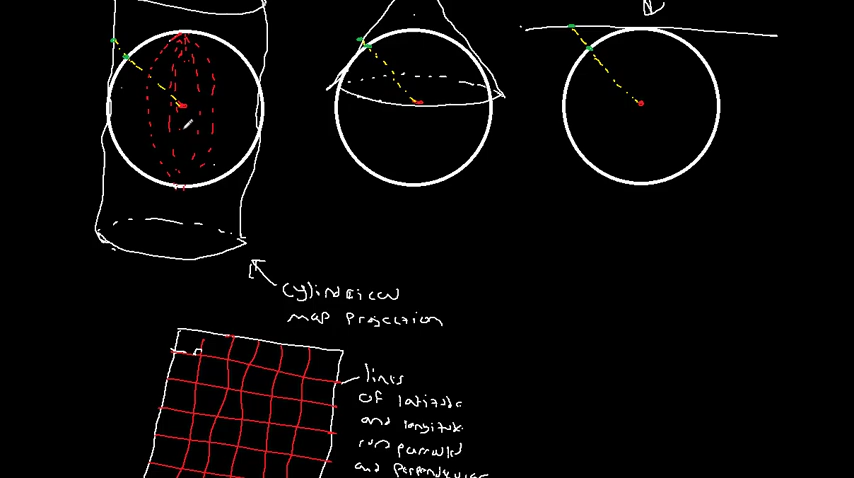 cylindrical
map projection
lines
of latitude
and longitude
run parallel
and perpendicular